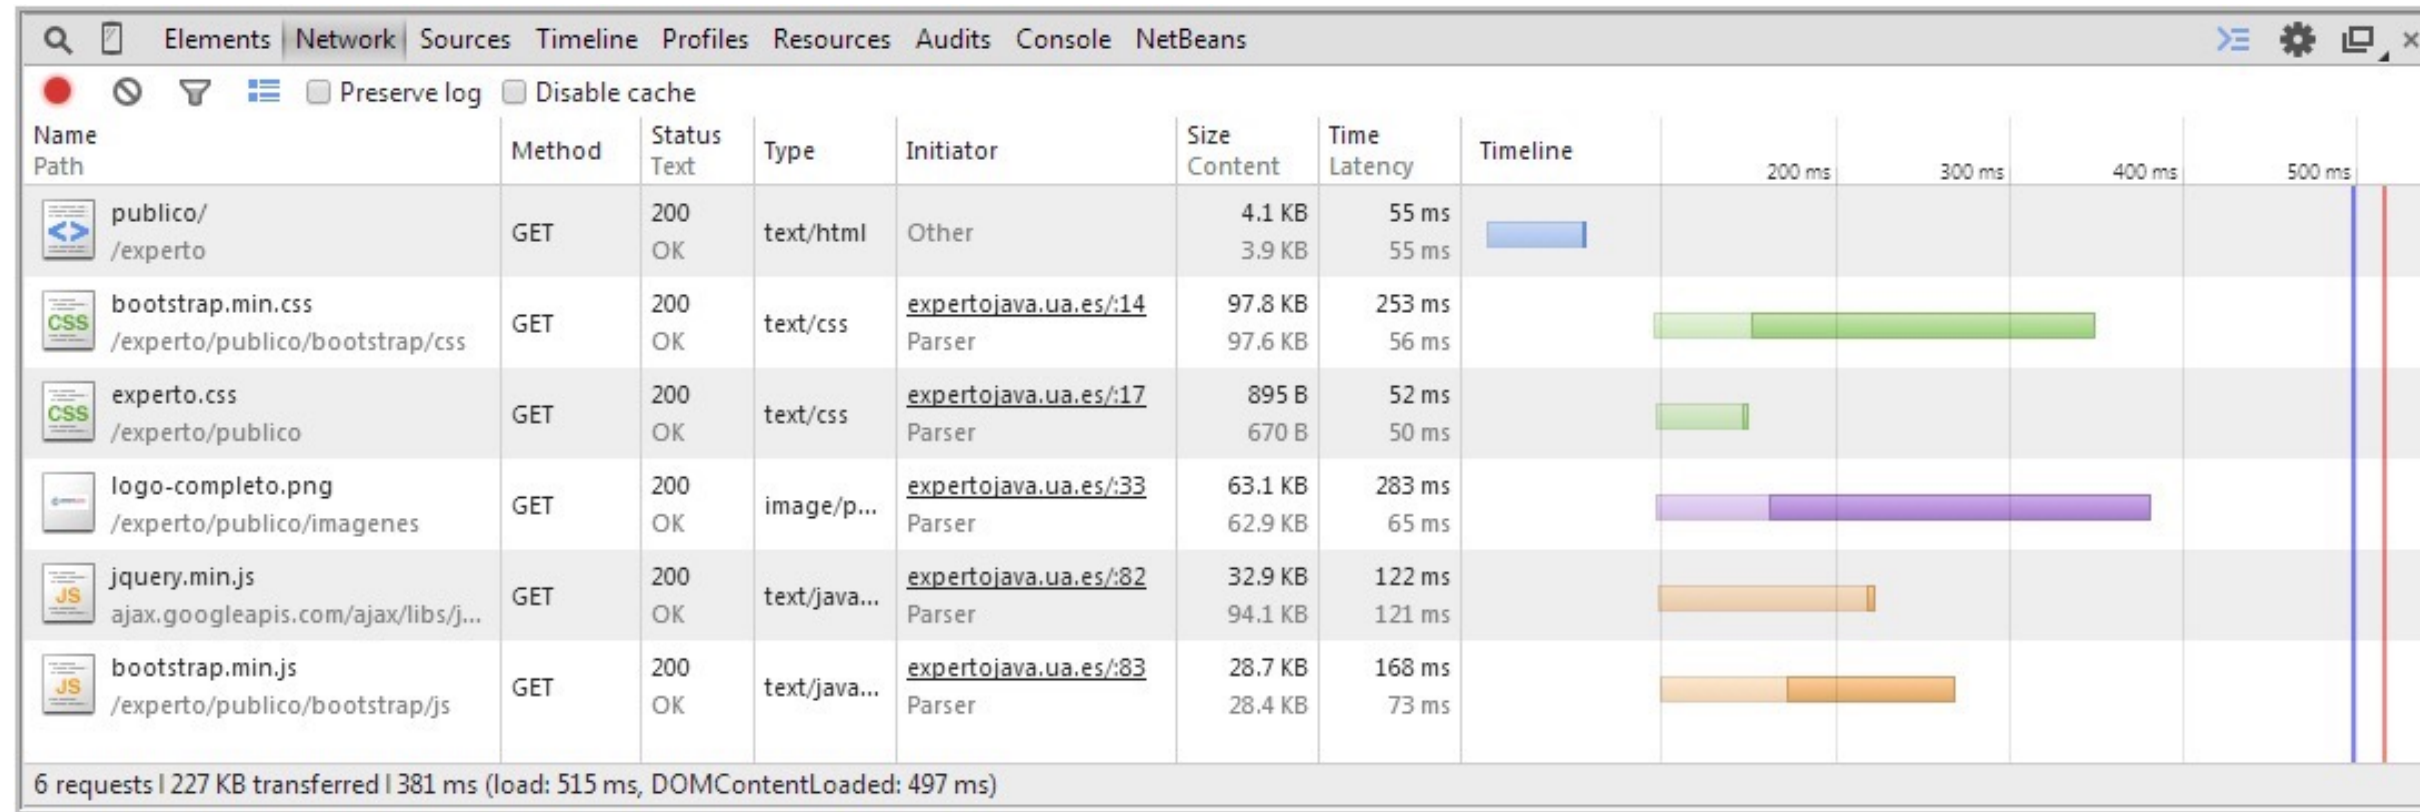 Elements Network Sources Timeline Profiles Resources Audits Console NetBeans
Preserve log Disable cache
Name Path Method Status Text Type Initiator Size Content Time Latency Timeline 200 ms 300 ms 400 ms 500 ms
<> publico/ GET 200 text/html Other 4.1 KB 55 ms
/experto OK 3.9 KB 55 ms
CSS bootstrap.min.css GET 200 text/css expertojava.ua.es/:14 97.8 KB 253 ms
/experto/publico/bootstrap/css OK Parser 97.6 KB 56 ms
CSS experto.css GET 200 text/css expertojava.ua.es/:17 895 B 52 ms
/experto/publico OK Parser 670 B 50 ms
logo-completo.png GET 200 image/p... expertojava.ua.es/:33 63.1 KB 283 ms
/experto/publico/imagenes OK Parser 62.9 KB 65 ms
JS jquery.min.js GET 200 text/java... expertojava.ua.es/:82 32.9 KB 122 ms
ajax.googleapis.com/ajax/libs/j... OK Parser 94.1 KB 121 ms
JS bootstrap.min.js GET 200 text/java... expertojava.ua.es/:83 28.7 KB 168 ms
/experto/publico/bootstrap/js OK Parser 28.4 KB 73 ms
6 requests | 227 KB transferred | 381 ms (load: 515 ms, DOMContentLoaded: 497 ms)